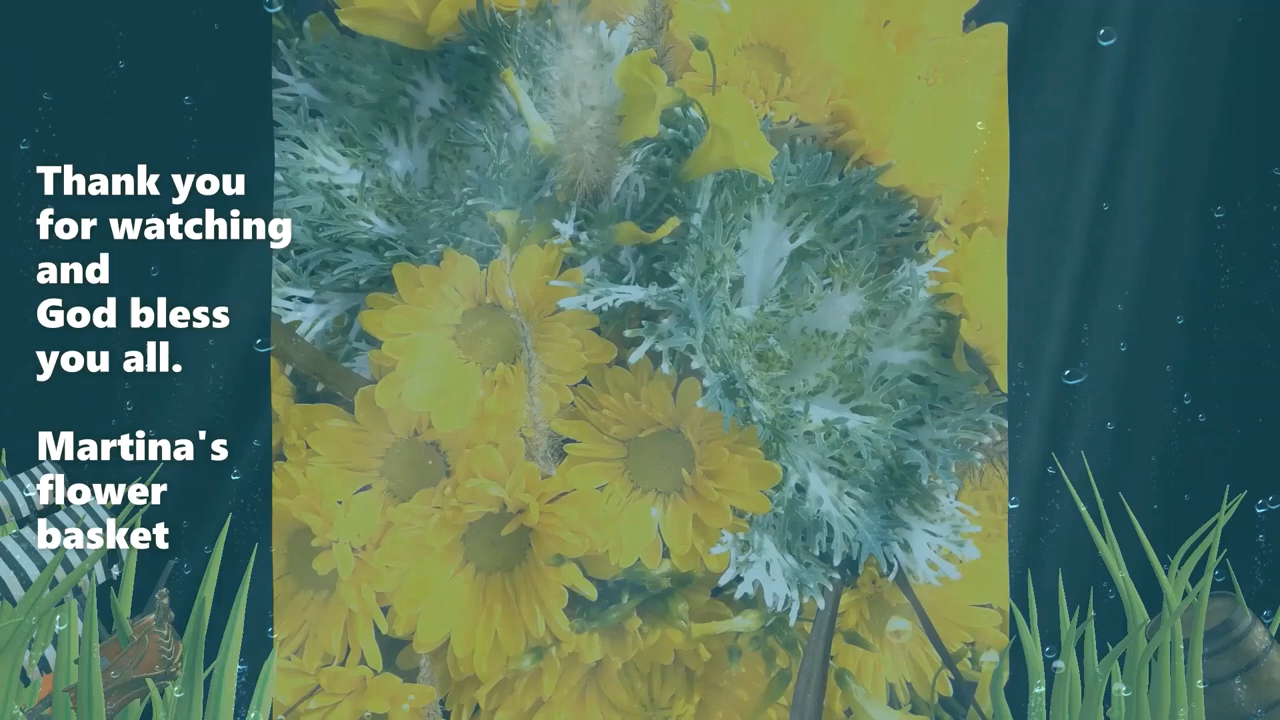 Thank you
for watching
and
God bless
you all.
Martina's
flower
basket